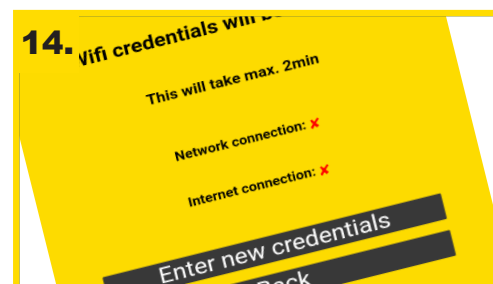 14.
Wifi credentials will
This will take max. 2min
Network connection: ✘
Internet connection: ✘
Enter new credentials
Back